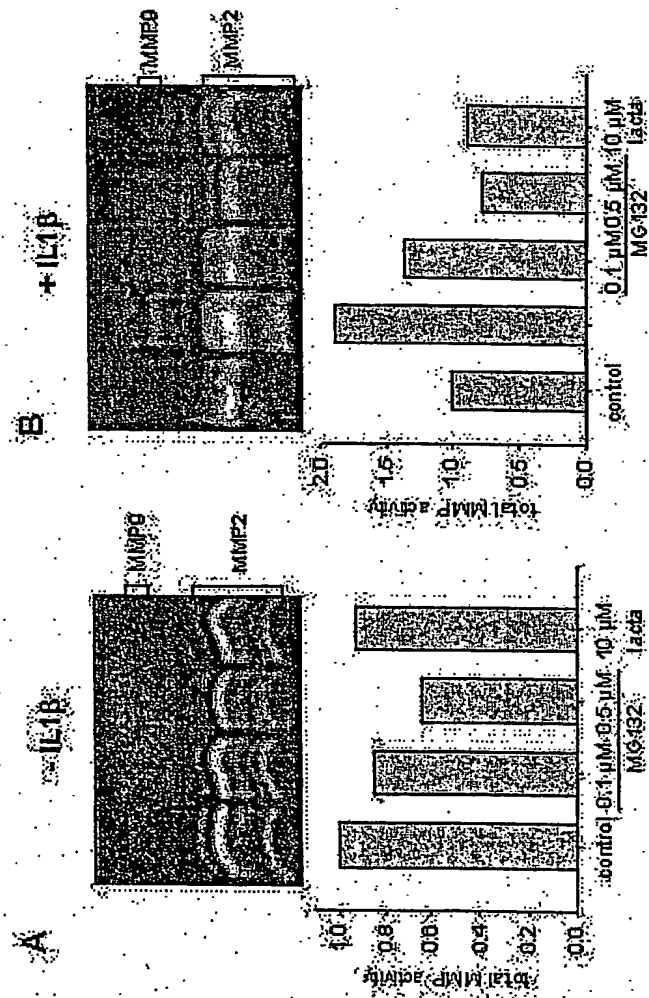 A
- IL1β
MMP9
MMP2
total MMP activity
1.0
0.8
0.6
0.4
0.2
0.0
control 0.1 µM 0.5 µM 10 µM
MG132
lacta
B
+ IL1β
MMP9
MMP2
total MMP activity
2.0
1.5
1.0
0.5
0.0
control
0.1 µM 0.5 µM 10 µM
MG132
lacta